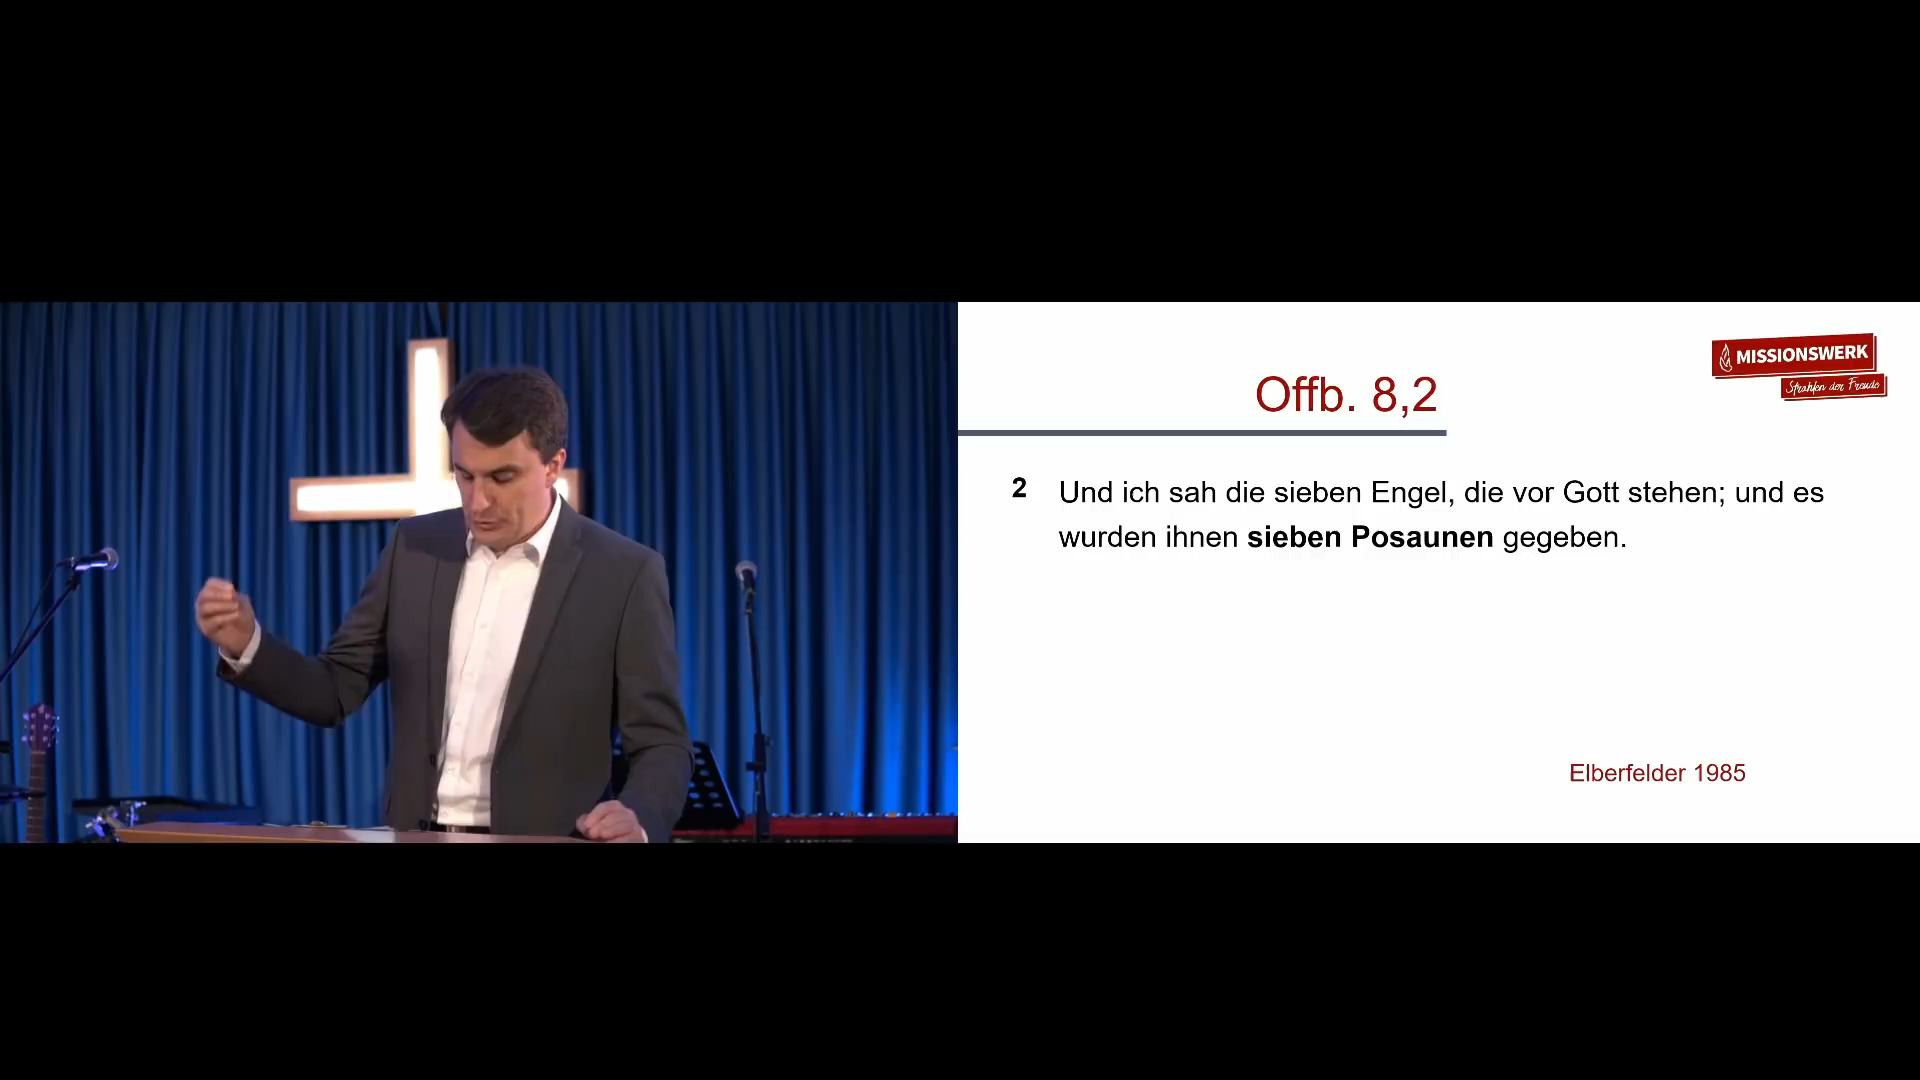 MISSIONSWERK
Strahlen der Freude
Offb. 8,2
2 Und ich sah die sieben Engel, die vor Gott stehen; und es
wurden ihnen sieben Posaunen gegeben.
Elberfelder 1985